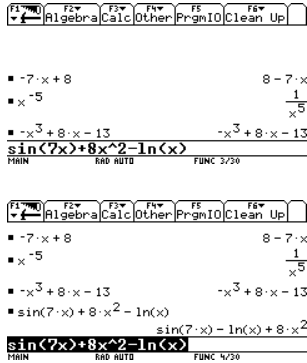 F1 F2 Algebra F3 Calc F4 Other F5 PrgmIO F6 Clean Up
-7·x+8 8-7·x
x^-5 1/x^5
-x^3+8·x-13 -x^3+8·x-13
sin(7x)+8x^2-ln(x)
MAIN RAD AUTO FUNC 3/30
F1 F2 Algebra F3 Calc F4 Other F5 PrgmIO F6 Clean Up
-7·x+8 8-7·x
x^-5 1/x^5
-x^3+8·x-13 -x^3+8·x-13
sin(7·x)+8·x^2-ln(x)
sin(7·x)-ln(x)+8·x^2
sin(7x)+8x^2-ln(x)
MAIN RAD AUTO FUNC 4/30